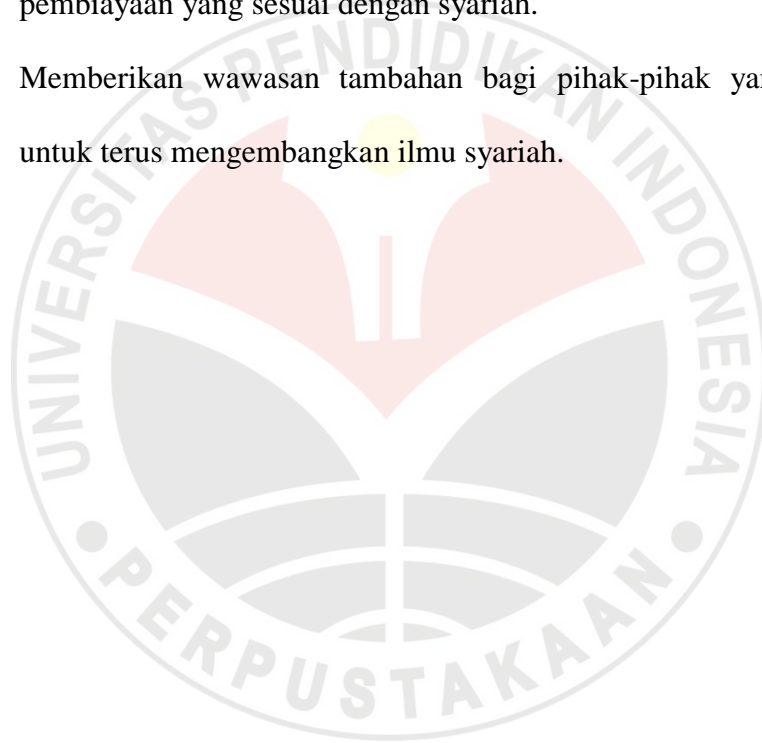 pembiayaan yang sesuai dengan syariah.
Memberikan wawasan tambahan bagi pihak-pihak
untuk terus mengembangkan ilmu syariah.
UNIVERSITAS PENDIDIKAN INDONESIA
PERPUSTAKAAN